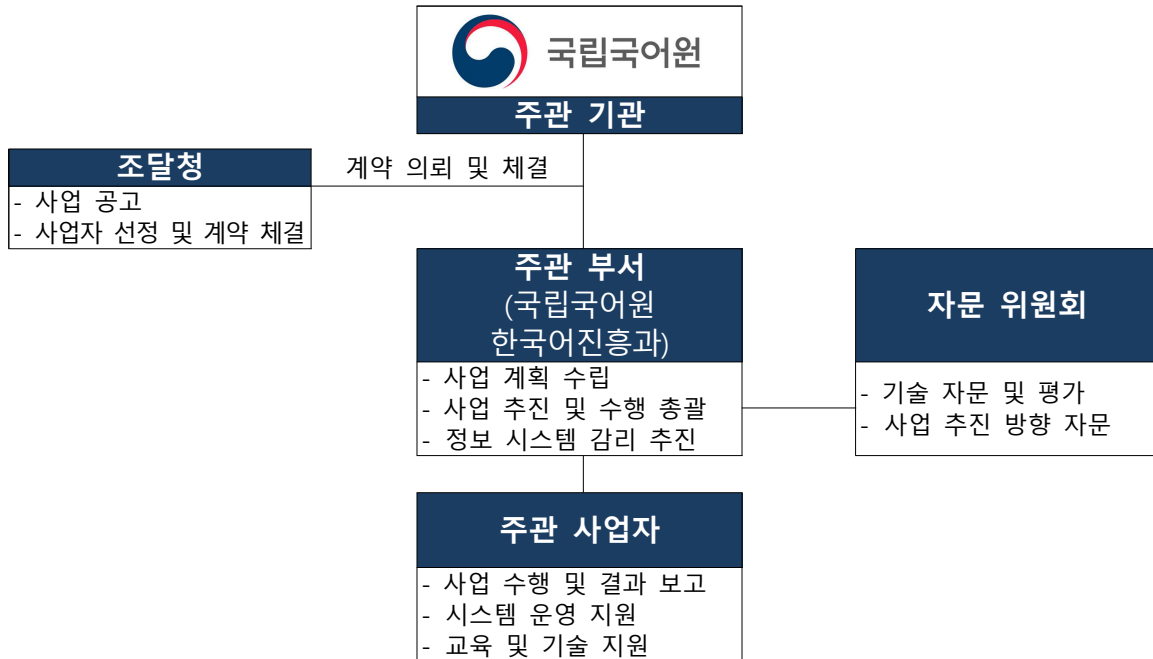 국립국어원
주관 기관
조달청
계약 의뢰 및 체결
- 사업 공고
- 사업자 선정 및 계약 체결
주관 부서
(국립국어원
한국어진흥과)
- 사업 계획 수립
- 사업 추진 및 수행 총괄
- 정보 시스템 감리 추진
자문 위원회
- 기술 자문 및 평가
- 사업 추진 방향 자문
주관 사업자
- 사업 수행 및 결과 보고
- 시스템 운영 지원
- 교육 및 기술 지원